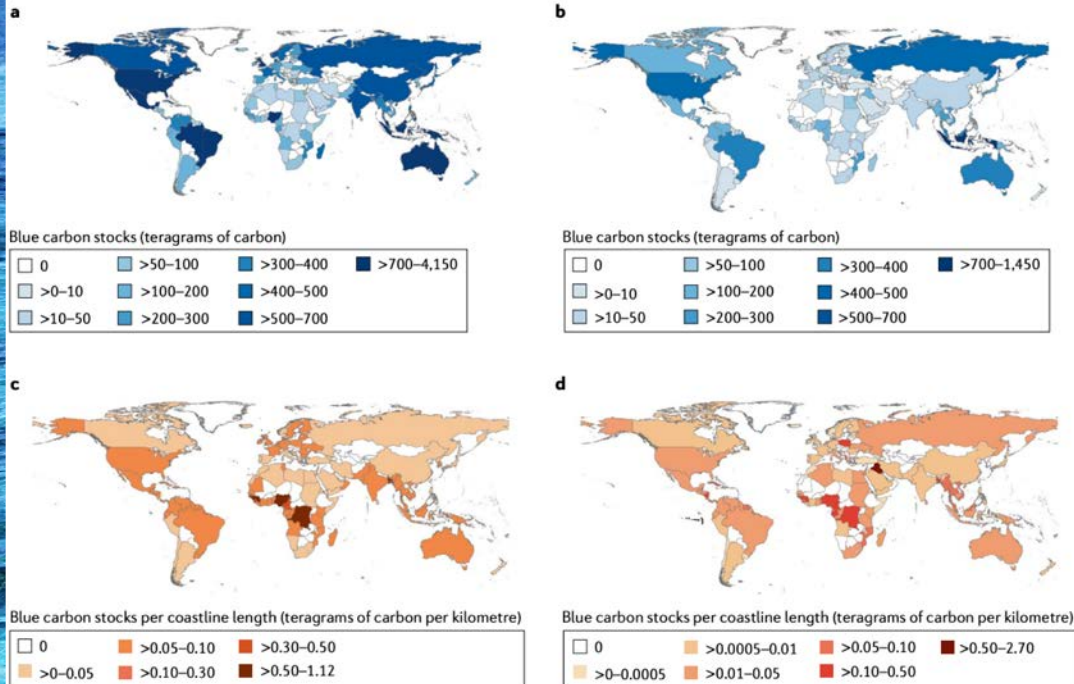 a
b
Blue carbon stocks (teragrams of carbon)
0 >50–100 >300–400 >700–4,150
>0–10 >100–200 >400–500
>10–50 >200–300 >500–700
Blue carbon stocks (teragrams of carbon)
0 >50–100 >300–400 >700–1,450
>0–10 >100–200 >400–500
>10–50 >200–300 >500–700
c
d
Blue carbon stocks per coastline length (teragrams of carbon per kilometre)
0 >0.05–0.10 >0.30–0.50
>0–0.05 >0.10–0.30 >0.50–1.12
Blue carbon stocks per coastline length (teragrams of carbon per kilometre)
0 >0.0005–0.01 >0.05–0.10 >0.50–2.70
>0–0.0005 >0.01–0.05 >0.10–0.50